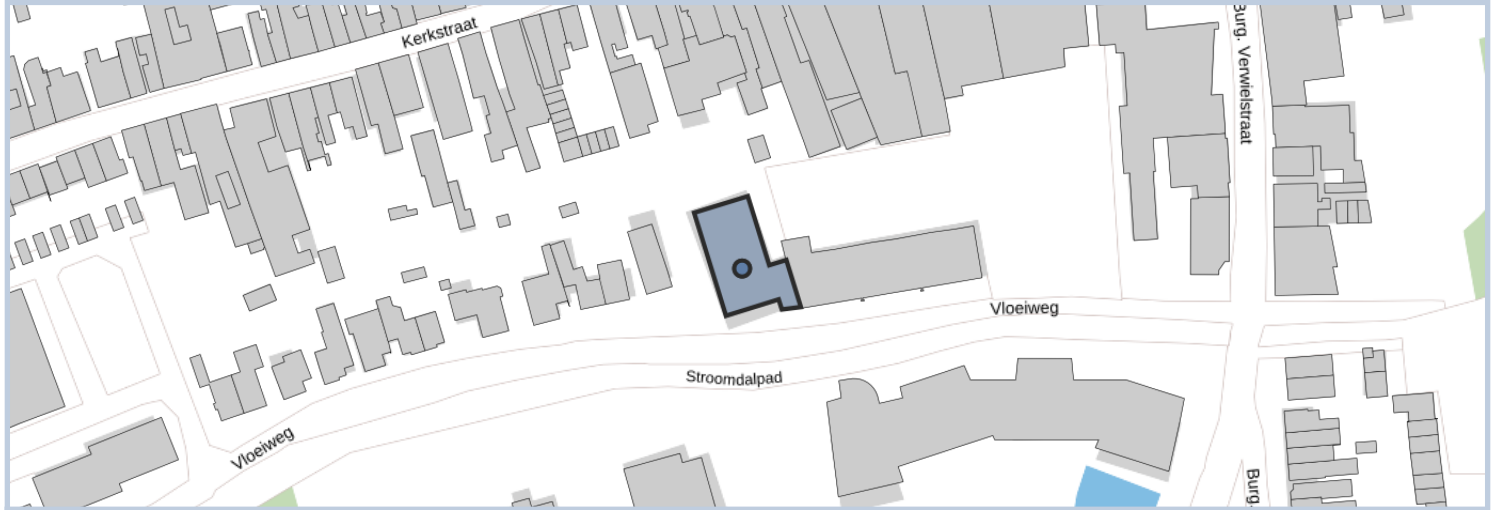 Kerkstraat
Burg. Verwielstraat
Vloeiweg
Stroomdalpad
Vloeiweg
Burg.